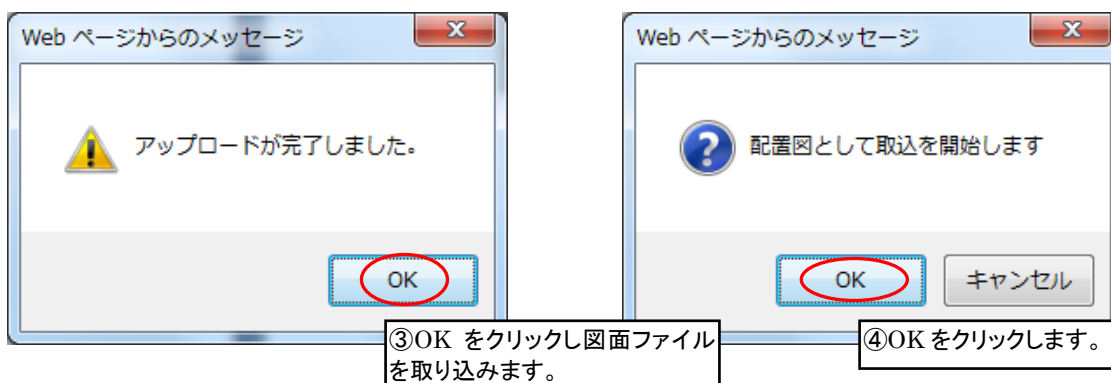 Web ページからのメッセージ
アップロードが完了しました。
OK
③OK をクリックし図面ファイル
を取り込みます。
Web ページからのメッセージ
配置図として取込を開始します
OK
キャンセル
④OK をクリックします。